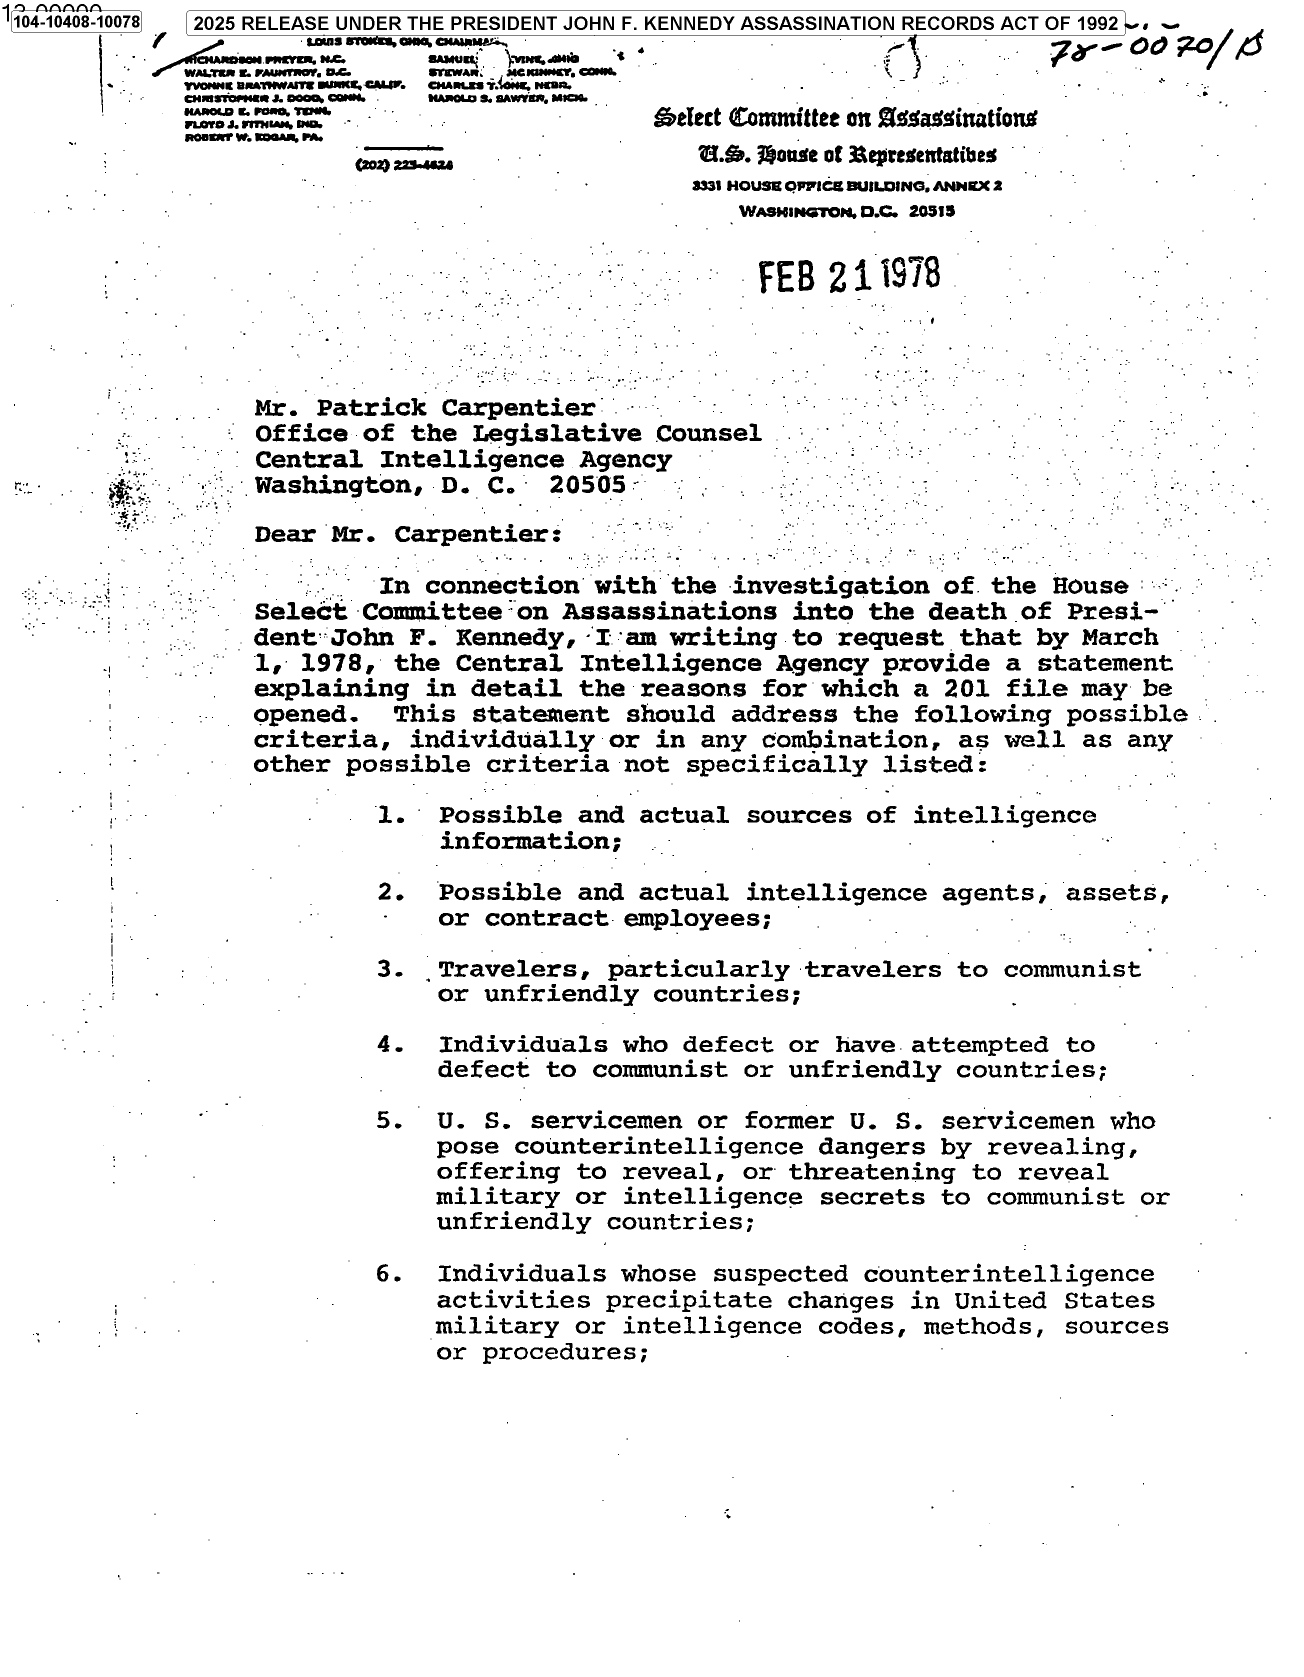 104-10408-10078
2025 RELEASE UNDER THE PRESIDENT JOHN F. KENNEDY ASSASSINATION RECORDS ACT OF 1992
78-0070/B
LOUIS STOKES, OHIO, CHAIRMAN
RICHARDSON PREYER, N.C.
WALTER E. FAUNTROY, D.C.
YVONNE BRATHWAITE BURKE, CALIF.
CHRISTOPHER J. DODD, CONN.
HAROLD E. FORD, TENN.
FLOYD J. FITHIAN, IND.
ROBERT W. EDGAR, PA.
SAMUEL VINE, OHIO
STEWAR MC KINNEY, CONN.
CHARLES T. ONE, NEBR.
HAROLD S. SAWYER, MICH.
(202) 225-4624
Select Committee on Assassinations
U.S. House of Representatives
3331 HOUSE OFFICE BUILDING, ANNEX 2
WASHINGTON, D.C. 20515
FEB 21 1978
Mr. Patrick Carpentier
Office of the Legislative Counsel
Central Intelligence Agency
Washington, D. C. 20505
Dear Mr. Carpentier:
In connection with the investigation of the House
Select Committee on Assassinations into the death of Presi-
dent John F. Kennedy, I am writing to request that by March
1, 1978, the Central Intelligence Agency provide a statement
explaining in detail the reasons for which a 201 file may be
opened. This statement should address the following possible
criteria, individually or in any combination, as well as any
other possible criteria not specifically listed:
1. Possible and actual sources of intelligence
information;
2. Possible and actual intelligence agents, assets,
or contract employees;
3. Travelers, particularly travelers to communist
or unfriendly countries;
4. Individuals who defect or have attempted to
defect to communist or unfriendly countries;
5. U. S. servicemen or former U. S. servicemen who
pose counterintelligence dangers by revealing,
offering to reveal, or threatening to reveal
military or intelligence secrets to communist or
unfriendly countries;
6. Individuals whose suspected counterintelligence
activities precipitate changes in United States
military or intelligence codes, methods, sources
or procedures;